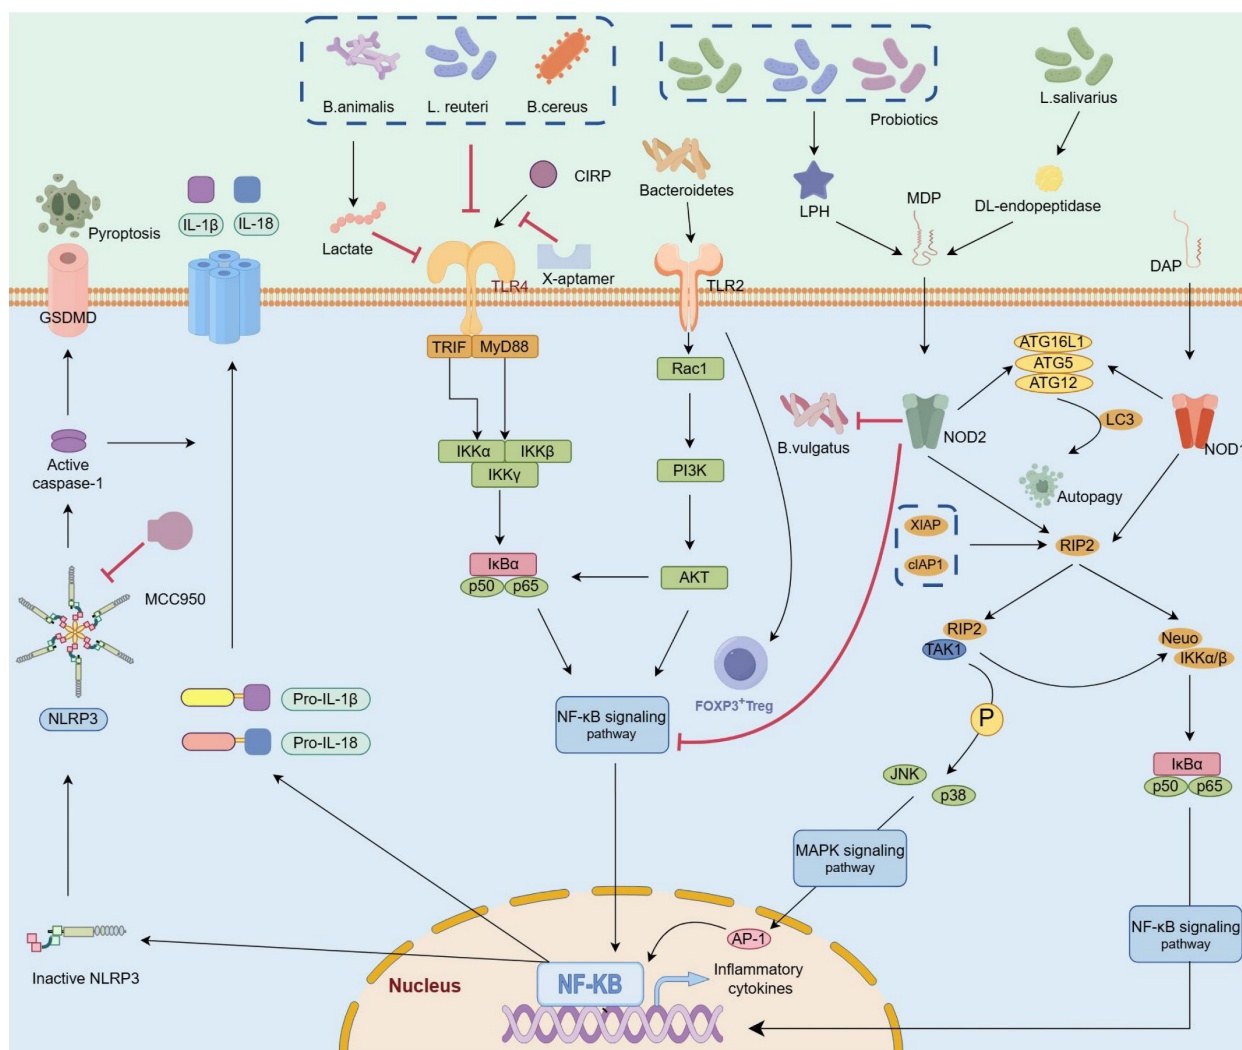 B.animalis
L. reuteri
B.cereus
Probiotics
L.salivarius
CIRP
Bacteroidetes
LPH
MDP
DL-endopeptidase
IL-1β
IL-18
Pyroptosis
Lactate
X-aptamer
DAP
TLR4
TLR2
GSDMD
TRIF
MyD88
Rac1
ATG16L1
ATG5
ATG12
LC3
NOD2
NOD1
B.vulgatus
IKKα
IKKβ
IKKγ
PI3K
Active
caspase-1
Autopagy
XIAP
cIAP1
RIP2
IκBα
p50
p65
AKT
MCC950
RIP2
TAK1
Neuo
IKKα/β
NLRP3
Pro-IL-1β
Pro-IL-18
FOXP3⁺Treg
NF-κB signaling
pathway
P
JNK
p38
IκBα
p50
p65
MAPK signaling
pathway
NF-κB signaling
pathway
Inactive NLRP3
AP-1
Nucleus
NF-KB
Inflammatory
cytokines